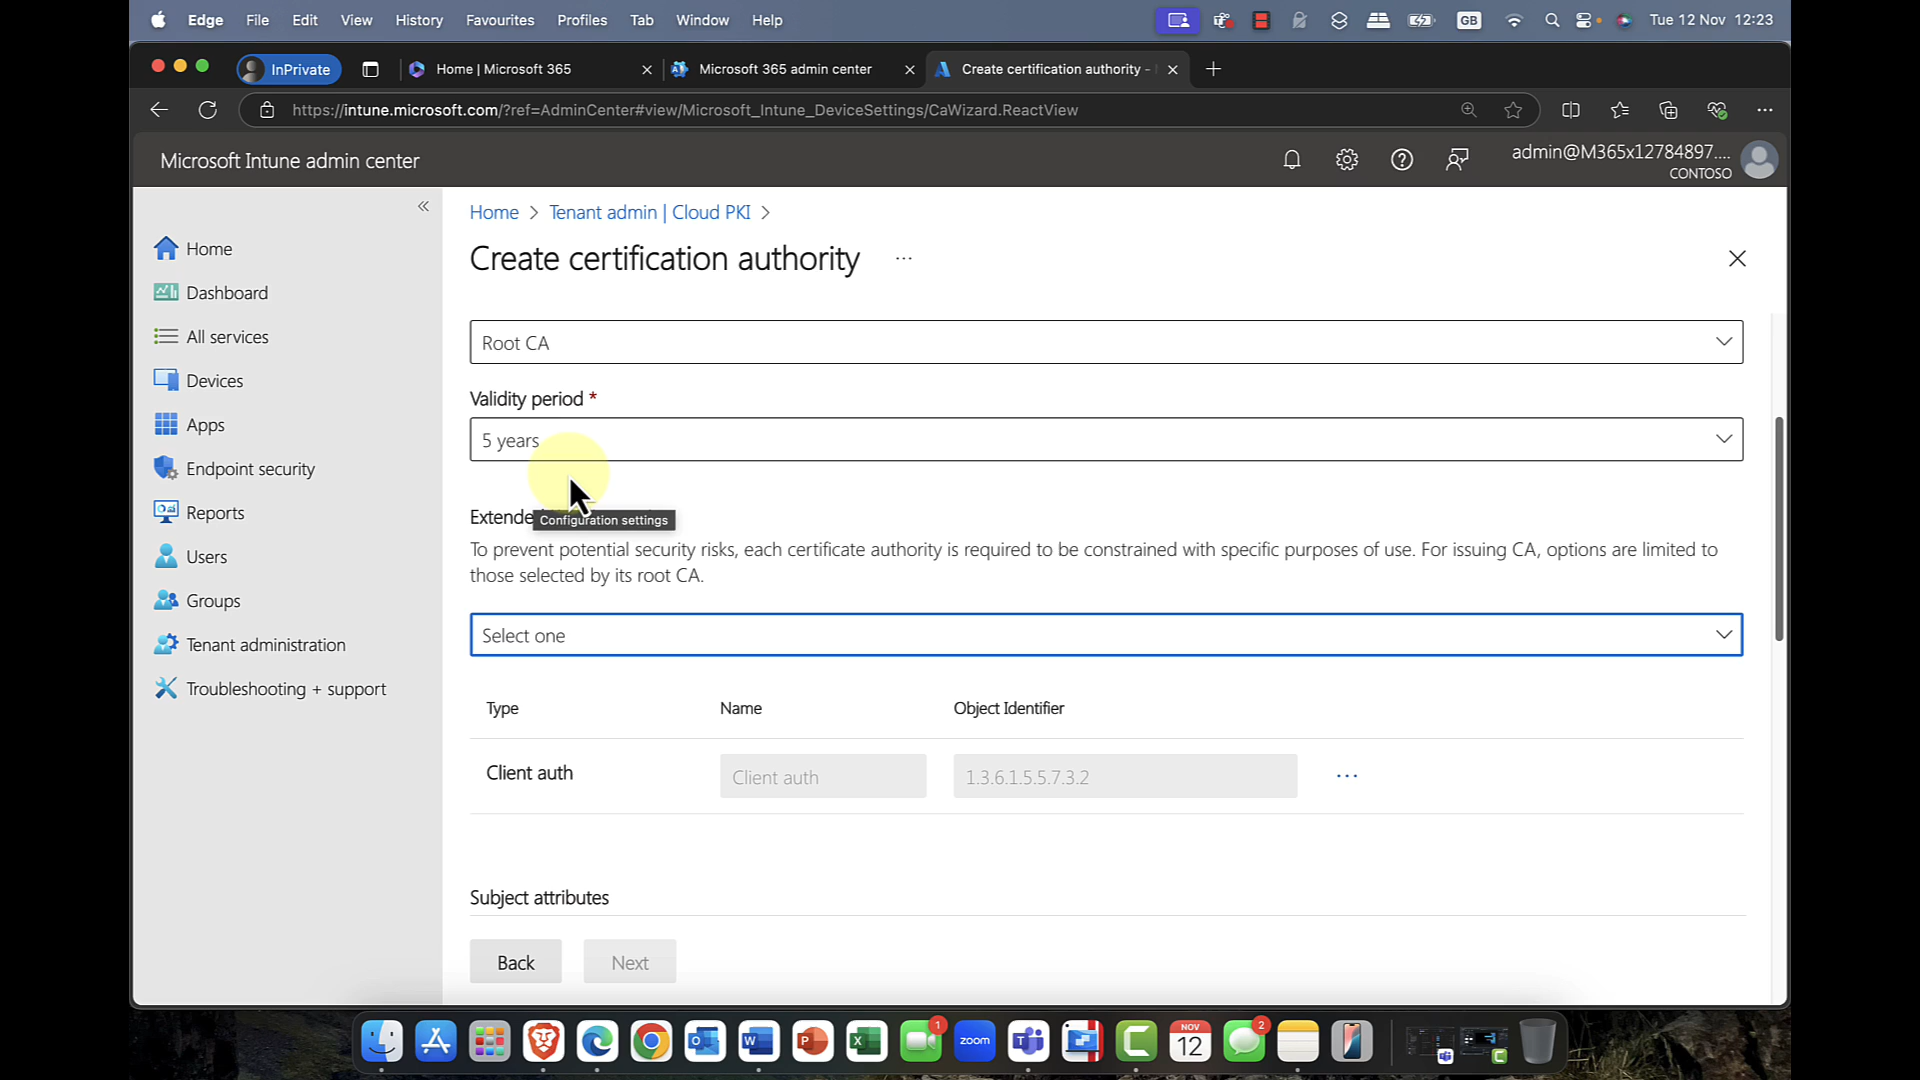 Edge File Edit View History Favourites Profiles Tab Window Help
GB
Tue 12 Nov 12:23
InPrivate
Home | Microsoft 365
Microsoft 365 admin center
Create certification authority -
https://intune.microsoft.com/?ref=AdminCenter#view/Microsoft_Intune_DeviceSettings/CaWizard.ReactView
Microsoft Intune admin center
admin@M365x12784897....
CONTOSO
Home
Dashboard
All services
Devices
Apps
Endpoint security
Reports
Users
Groups
Tenant administration
Troubleshooting + support
Home > Tenant admin | Cloud PKI >
Create certification authority ...
Root CA
Validity period *
5 years
Extende
Configuration settings
To prevent potential security risks, each certificate authority is required to be constrained with specific purposes of use. For issuing CA, options are limited to
those selected by its root CA.
Select one
Type Name Object Identifier
Client auth Client auth 1.3.6.1.5.5.7.3.2 ...
Subject attributes
Back Next
1
zoom
NOV
12
2